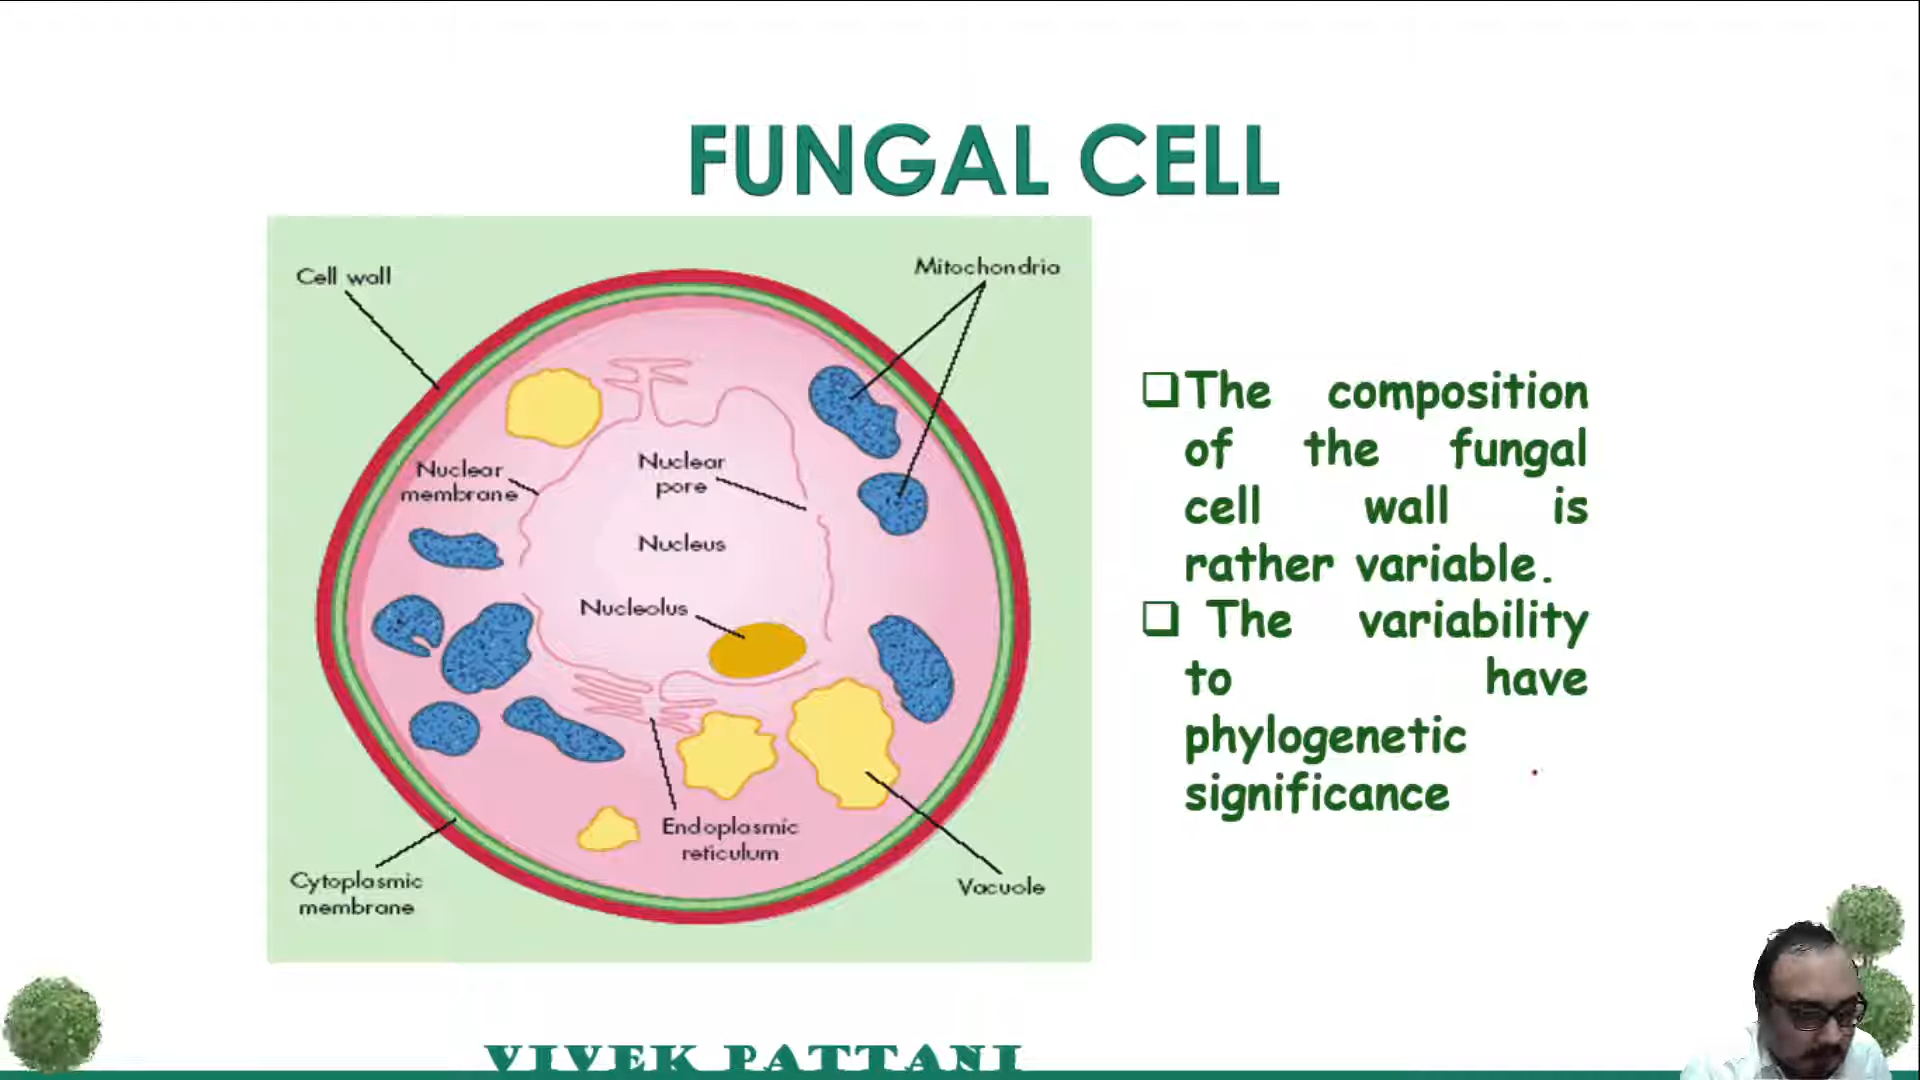 FUNGAL CELL
Cell wall
Mitochondria
Nuclear
membrane
Nuclear
pore
Nucleus
Nucleolus
Endoplasmic
reticulum
Cytoplasmic
membrane
Vacuole
The composition
of the fungal
cell wall is
rather variable.
The variability
to have
phylogenetic
significance
VIVEK PATTANI